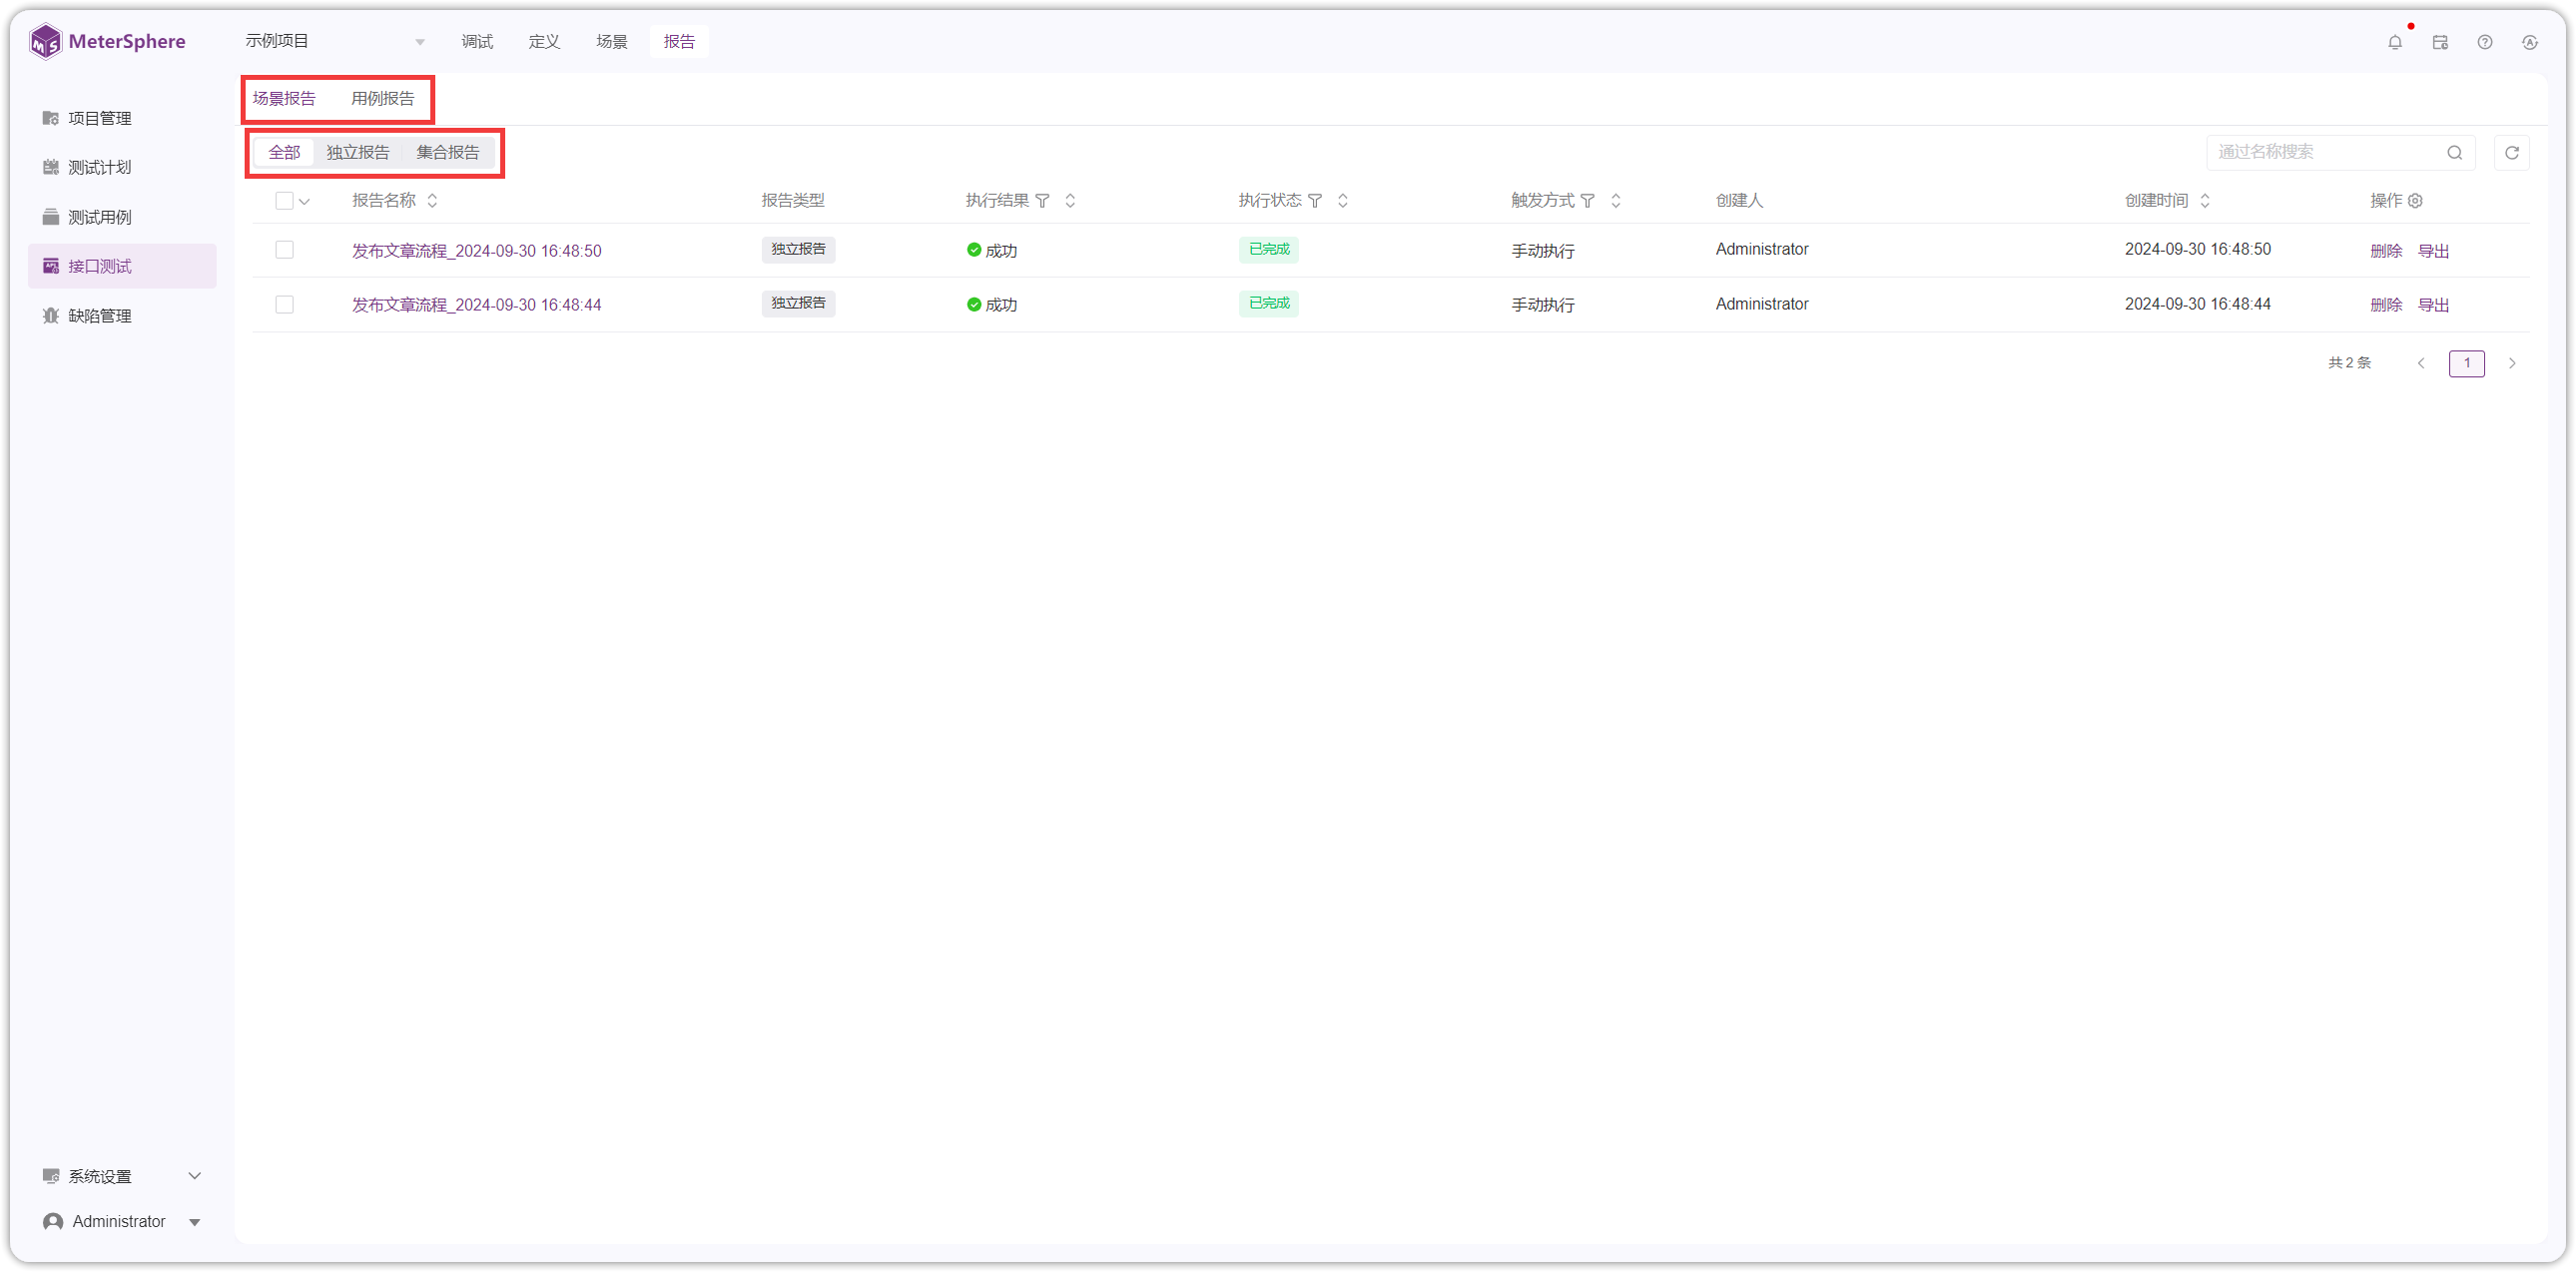 MeterSphere 示例项目 调试 定义 场景 报告
场景报告 用例报告
全部 独立报告 集合报告 通过名称搜索
报告名称 报告类型 执行结果 执行状态 触发方式 创建人 创建时间 操作
发布文章流程_2024-09-30 16:48:50 独立报告 成功 已完成 手动执行 Administrator 2024-09-30 16:48:50 删除 导出
发布文章流程_2024-09-30 16:48:44 独立报告 成功 已完成 手动执行 Administrator 2024-09-30 16:48:44 删除 导出
共 2 条 1
项目管理
测试计划
测试用例
接口测试
缺陷管理
系统设置
Administrator